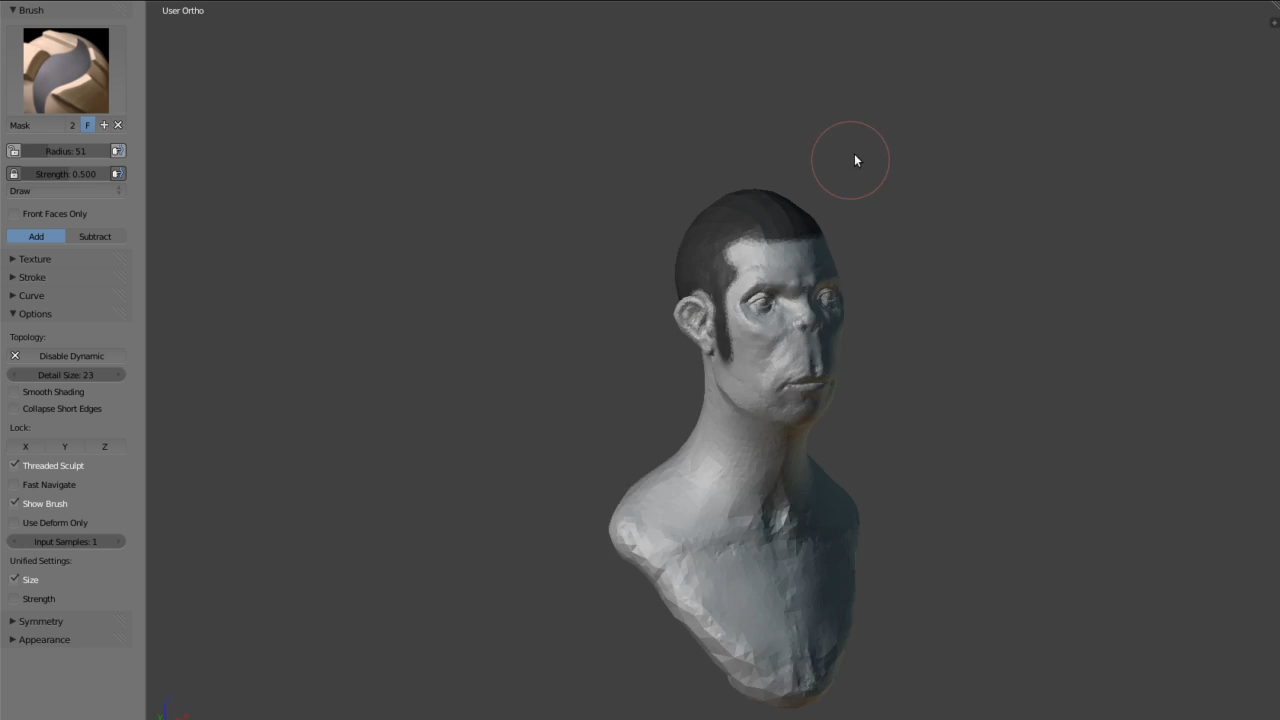 Brush
User Ortho
Mask 2 F
Radius: 51
Strength: 0.500
Draw
Front Faces Only
Add Subtract
Texture
Stroke
Curve
Options
Topology:
Disable Dynamic
Detail Size: 23
Smooth Shading
Collapse Short Edges
Lock:
X Y Z
Threaded Sculpt
Fast Navigate
Show Brush
Use Deform Only
Input Samples: 1
Unified Settings:
Size
Strength
Symmetry
Appearance